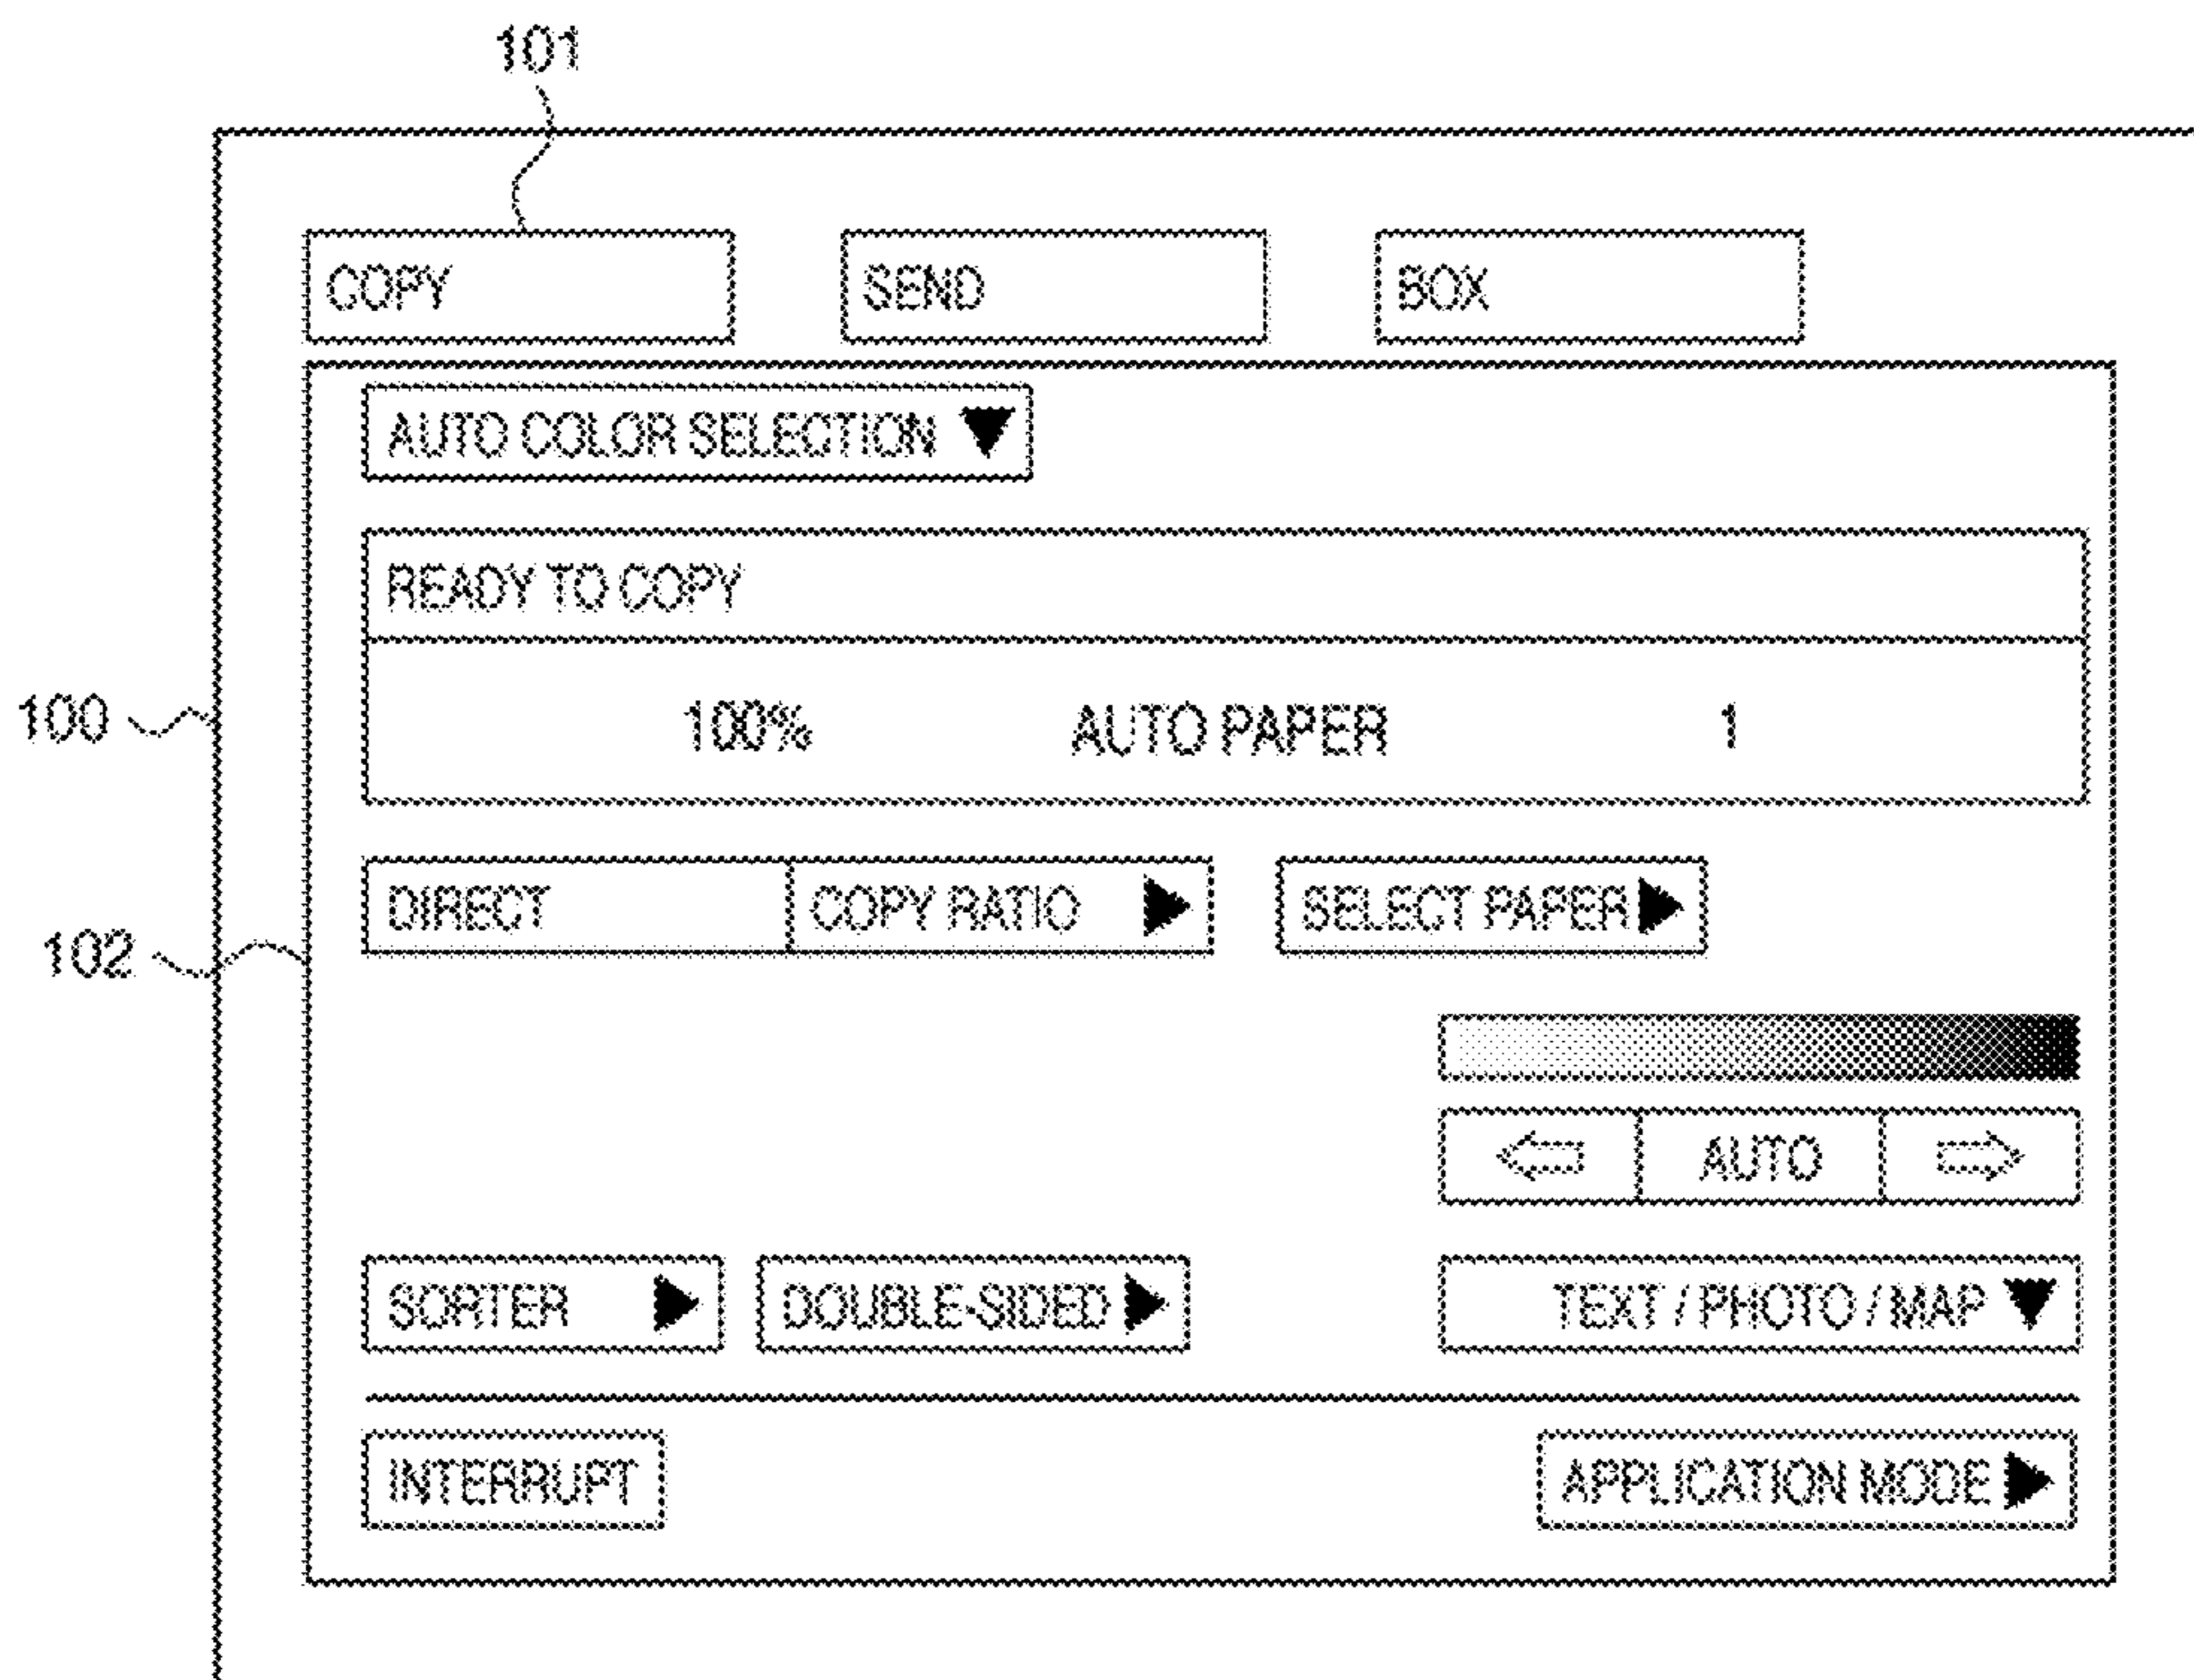 101
COPY SEND BOX
AUTO COLOR SELECTION
READY TO COPY
100 100% AUTO PAPER 1
DIRECT COPY RATIO SELECT PAPER
102
AUTO
SORTER DOUBLE-SIDED TEXT / PHOTO / MAP
INTERRUPT APPLICATION MODE